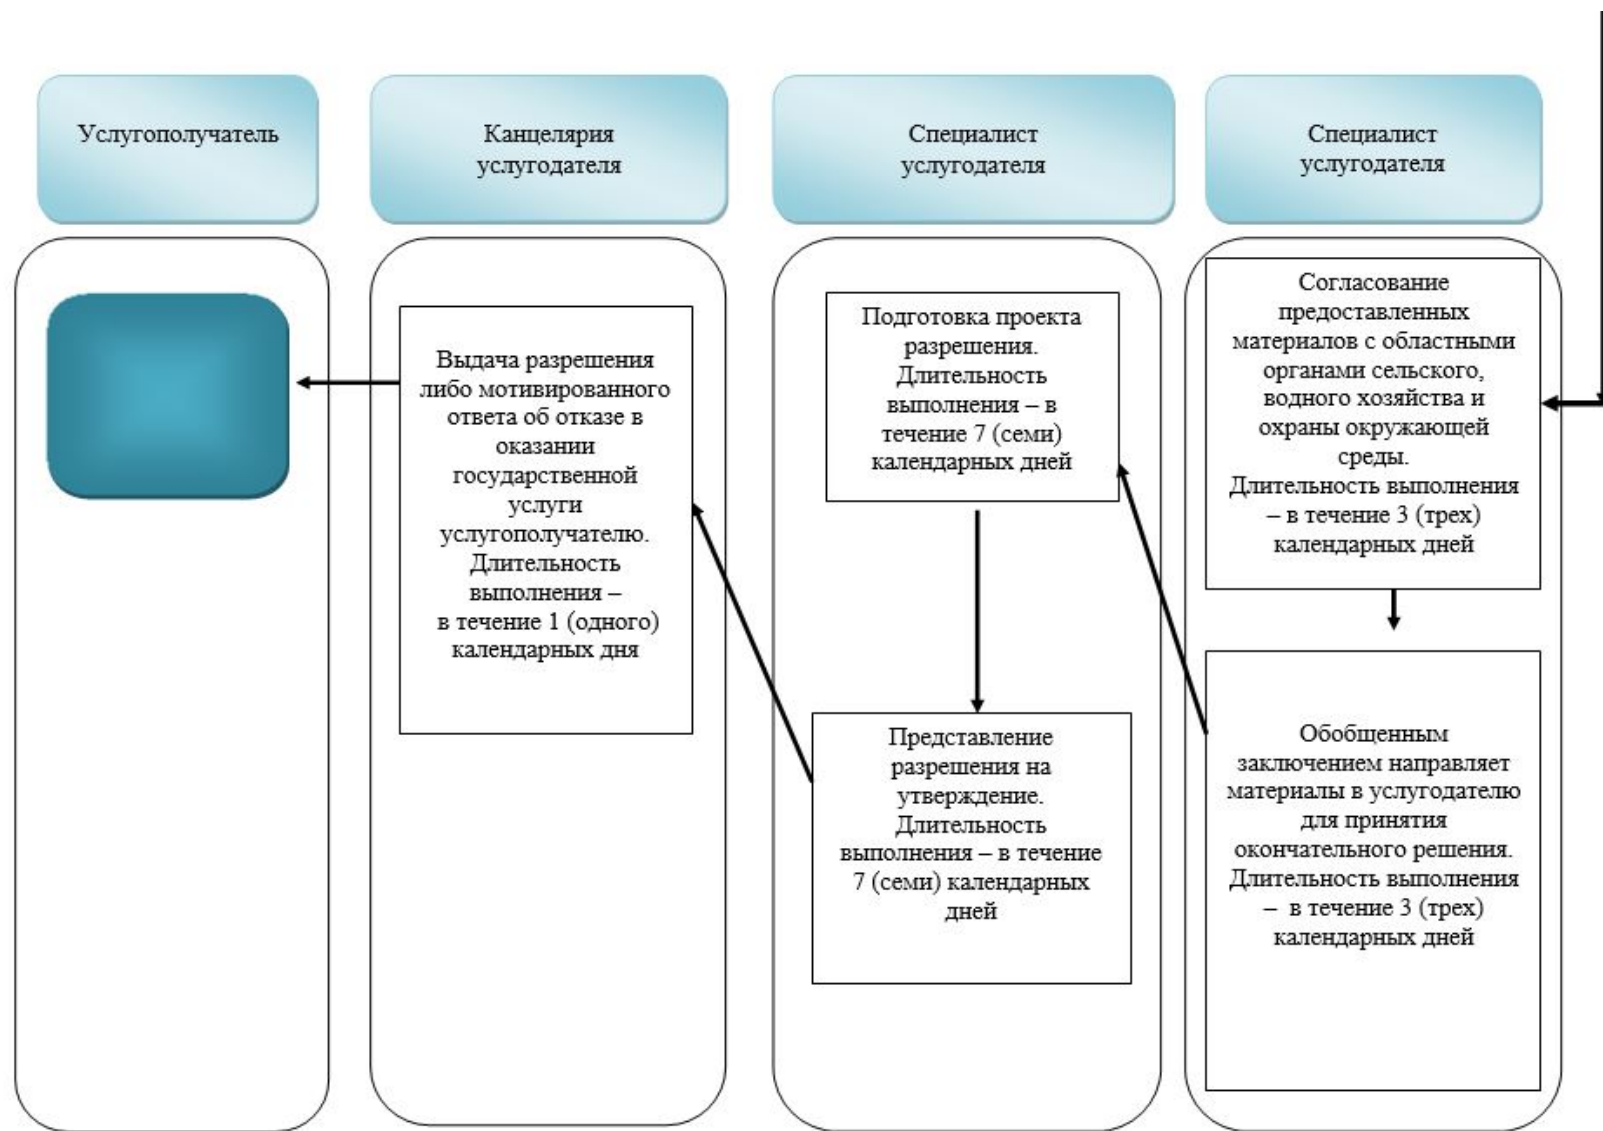 Услугополучатель
Канцелярия
услугодателя
Специалист
услугодателя
Специалист
услугодателя
Выдача разрешения
либо мотивированного
ответа об отказе в
оказании
государственной
услуги
услугополучателю.
Длительность
выполнения –
в течение 1 (одного)
календарных дня
Подготовка проекта
разрешения.
Длительность
выполнения – в
течение 7 (семи)
календарных дней
Представление
разрешения на
утверждение.
Длительность
выполнения – в течение
7 (семи) календарных
дней
Согласование
предоставленных
материалов с областными
органами сельского,
водного хозяйства и
охраны окружающей
среды.
Длительность выполнения
– в течение 3 (трех)
календарных дней
Обобщенным
заключением направляет
материалы в услугодателю
для принятия
окончательного решения.
Длительность выполнения
– в течение 3 (трех)
календарных дней